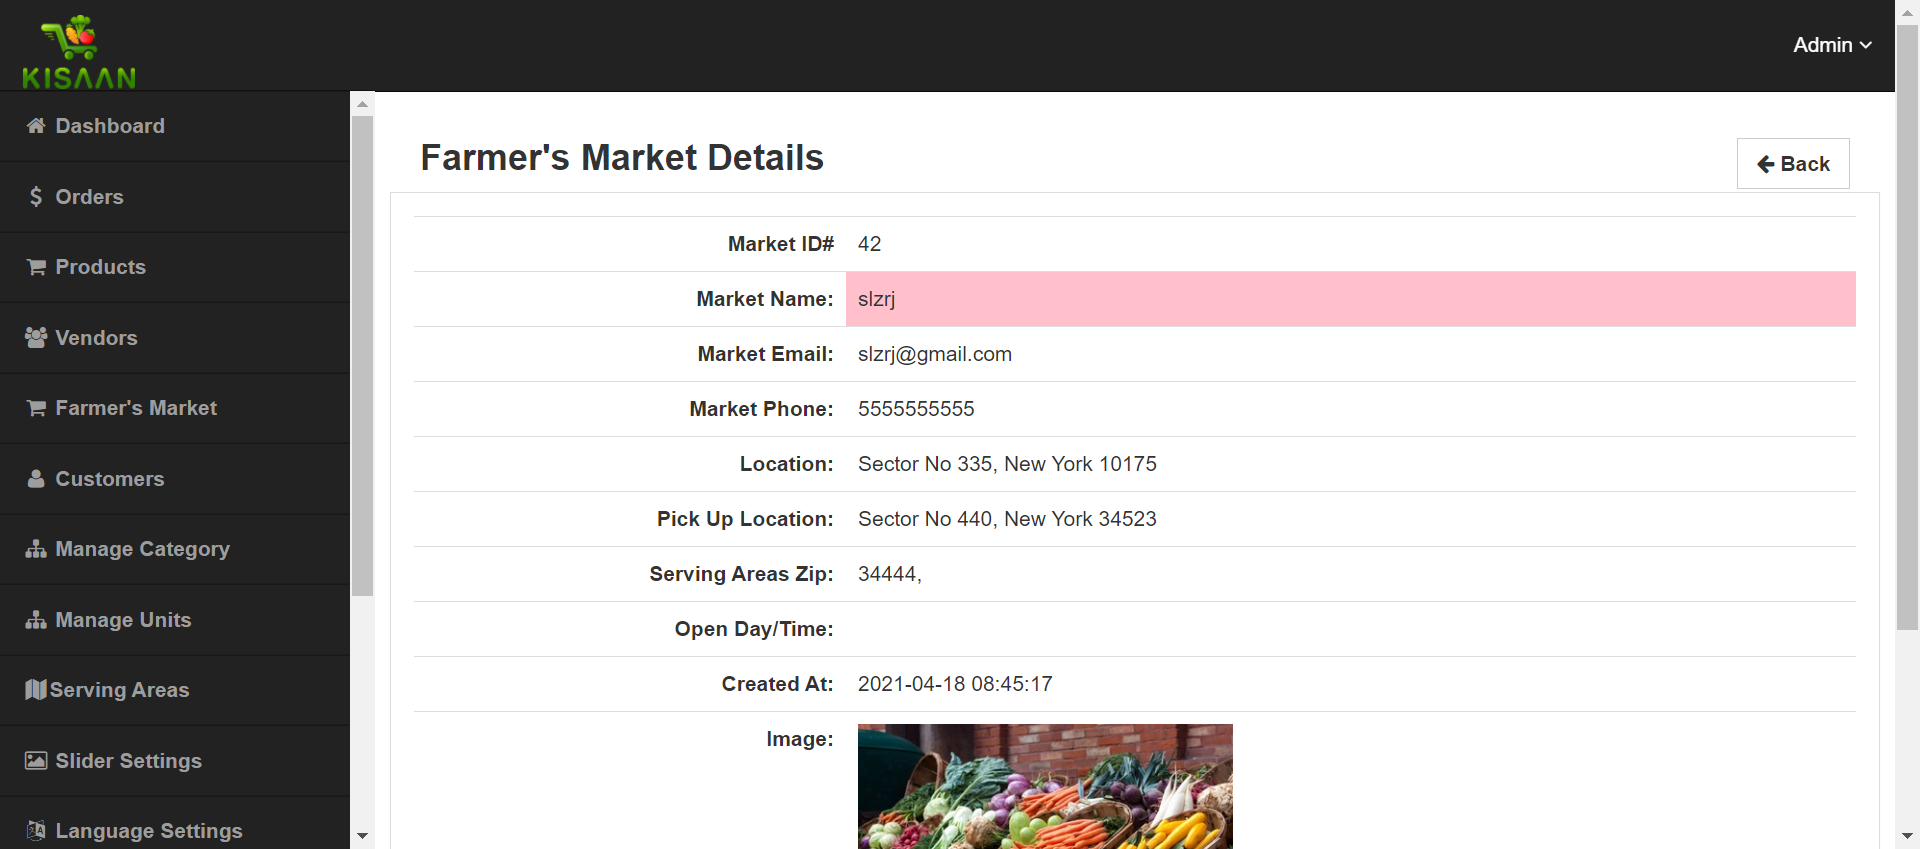 KISAAN
Admin
Dashboard
Orders
Products
Vendors
Farmer's Market
Customers
Manage Category
Manage Units
Serving Areas
Slider Settings
Language Settings
Farmer's Market Details
Back
Market ID# 42
Market Name: slzrj
Market Email: slzrj@gmail.com
Market Phone: 5555555555
Location: Sector No 335, New York 10175
Pick Up Location: Sector No 440, New York 34523
Serving Areas Zip: 34444,
Open Day/Time:
Created At: 2021-04-18 08:45:17
Image: